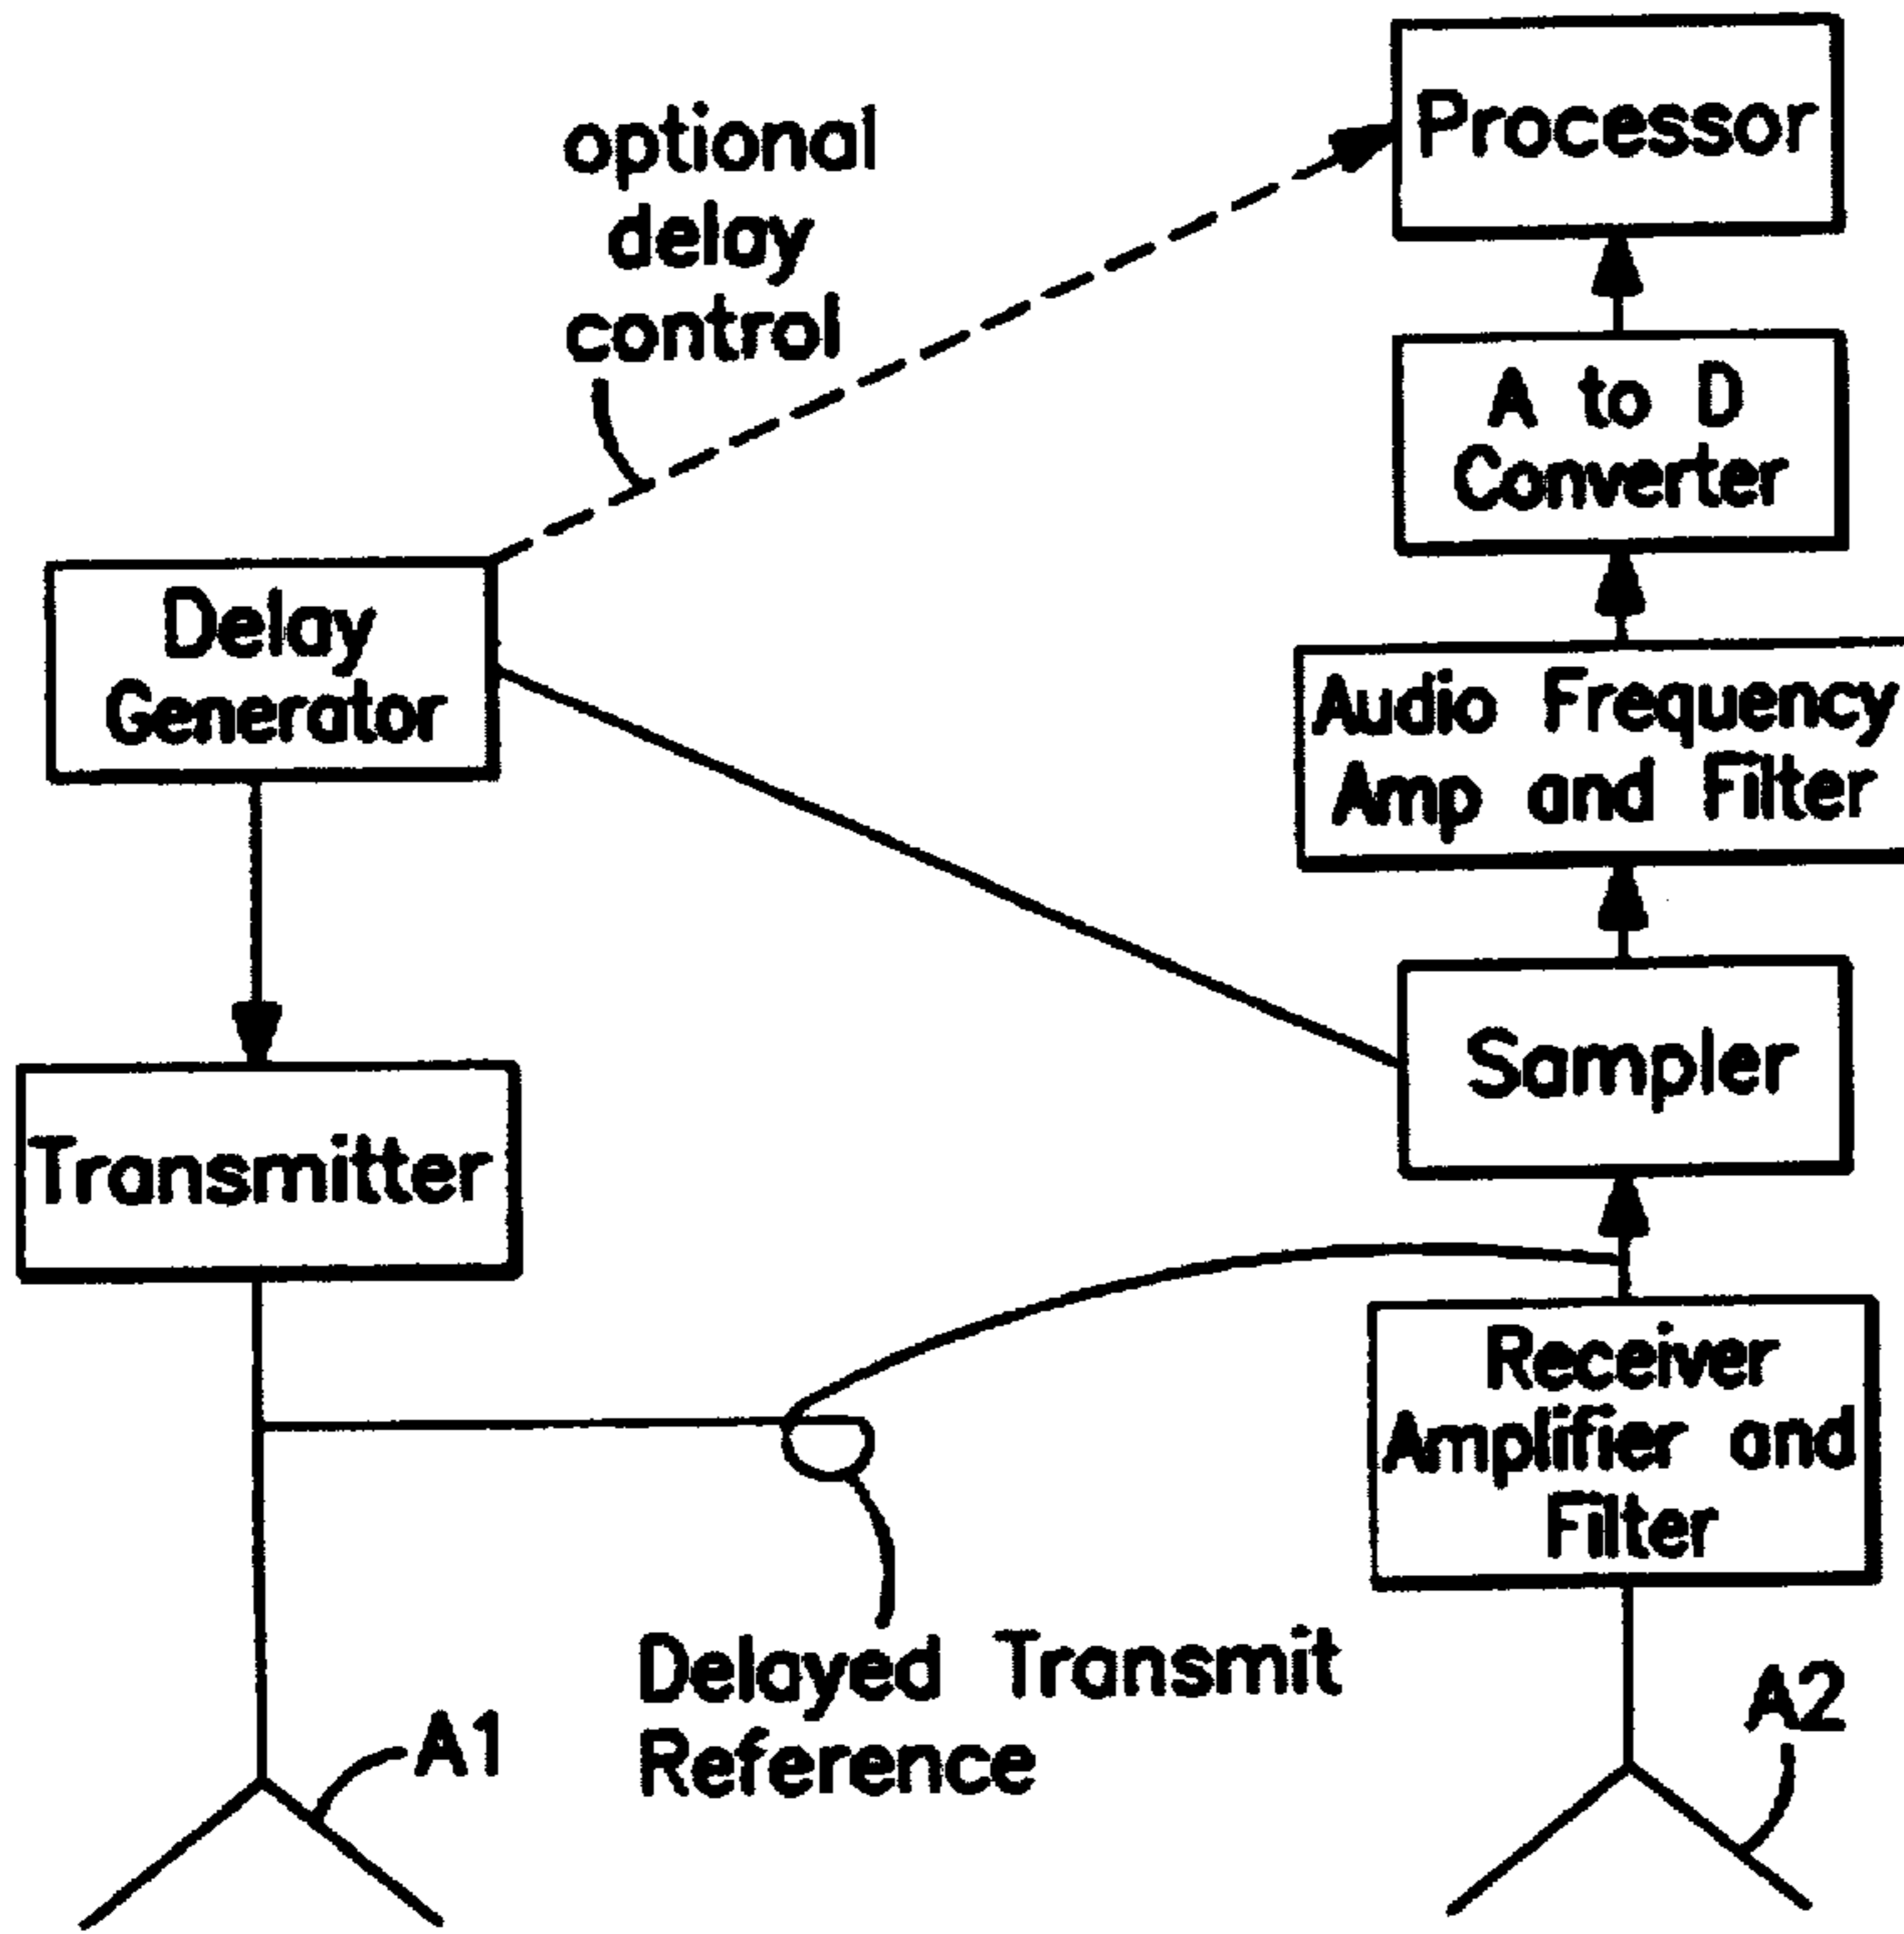 optional
delay
control
Processor
A to D
Converter
Delay
Generator
Audio Frequency
Amp and Filter
Sampler
Transmitter
Receiver
Amplifier and
Filter
Delayed Transmit
Reference
A1
A2